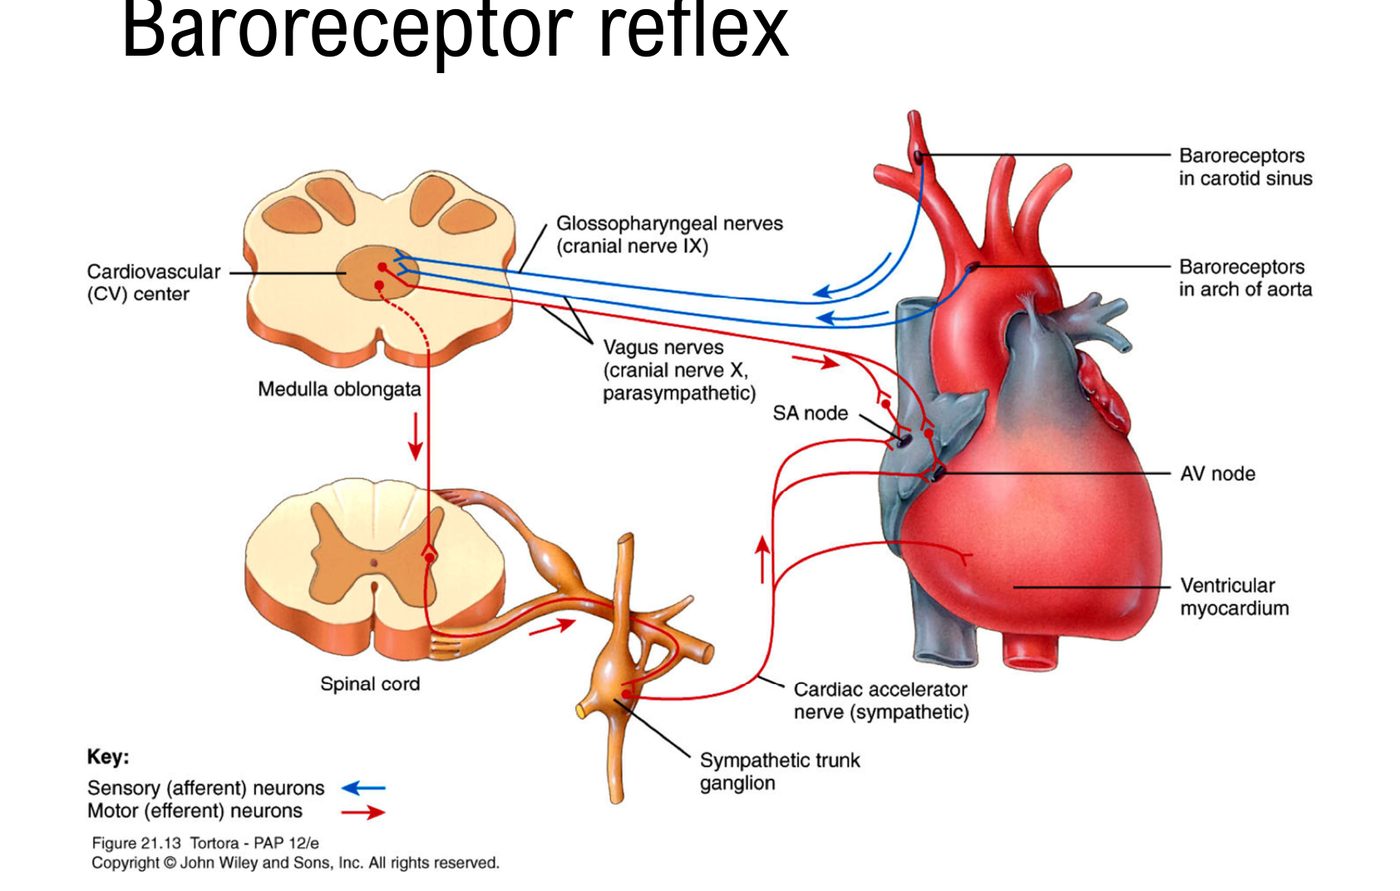 Baroreceptor reflex
Baroreceptors
in carotid sinus
Glossopharyngeal nerves
(cranial nerve IX)
Cardiovascular
(CV) center
Baroreceptors
in arch of aorta
Vagus nerves
(cranial nerve X,
parasympathetic)
Medulla oblongata
SA node
AV node
Ventricular
myocardium
Spinal cord
Cardiac accelerator
nerve (sympathetic)
Sympathetic trunk
ganglion
Key:
Sensory (afferent) neurons
Motor (efferent) neurons
Figure 21.13 Tortora - PAP 12/e
Copyright © John Wiley and Sons, Inc. All rights reserved.